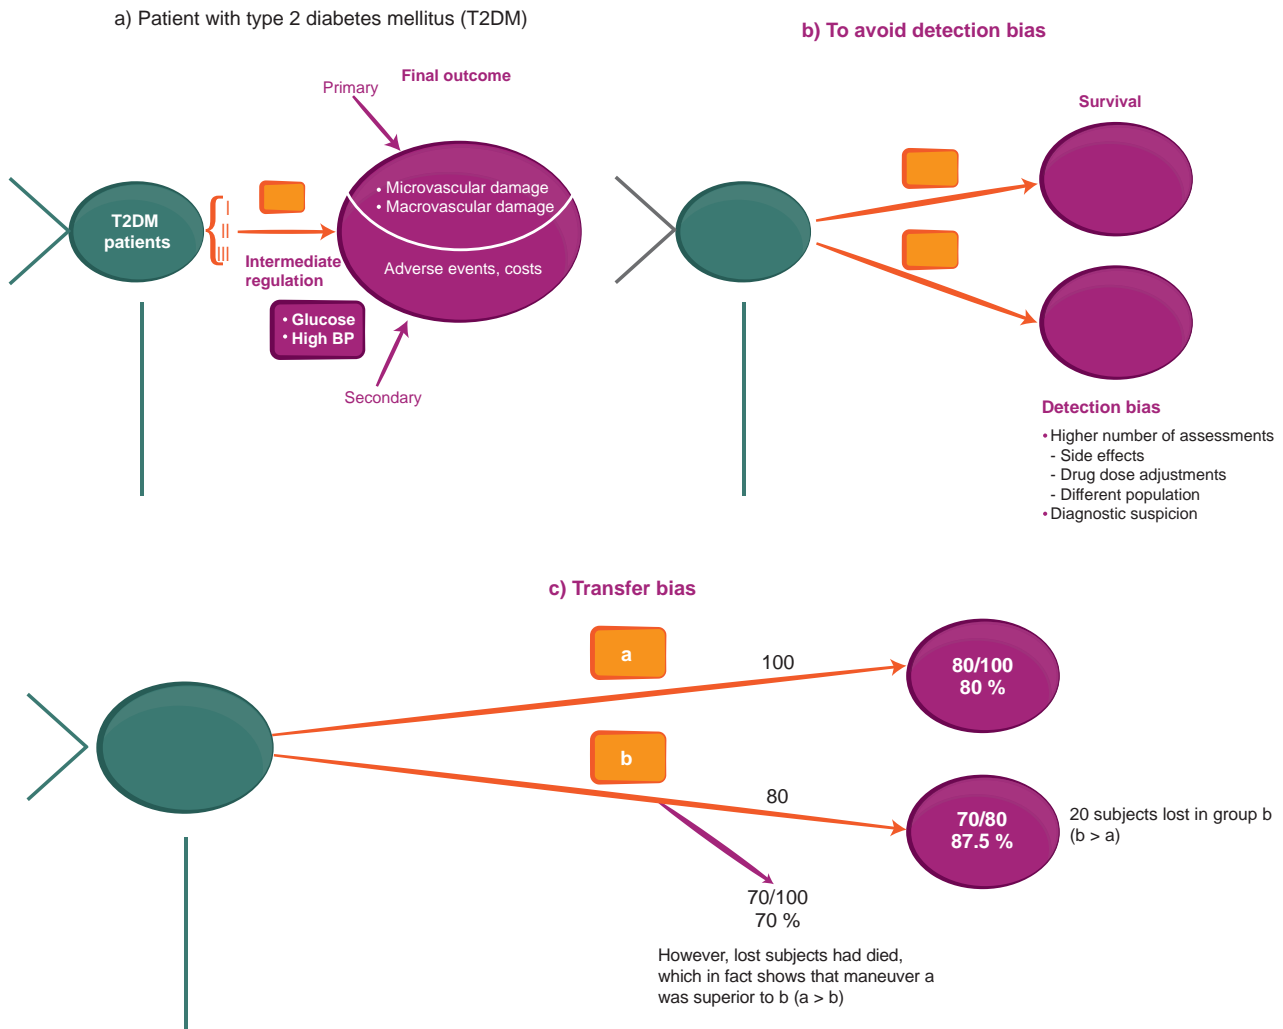 a) Patient with type 2 diabetes mellitus (T2DM)
Final outcome
Primary
T2DM
patients
I
II
III
Intermediate
regulation
• Glucose
• High BP
• Microvascular damage
• Macrovascular damage
Adverse events, costs
Secondary
b) To avoid detection bias
Survival
Detection bias
• Higher number of assessments
- Side effects
- Drug dose adjustments
- Different population
• Diagnostic suspicion
c) Transfer bias
a
100
80/100
80 %
b
80
70/80
87.5 %
20 subjects lost in group b
(b > a)
70/100
70 %
However, lost subjects had died,
which in fact shows that maneuver a
was superior to b (a > b)